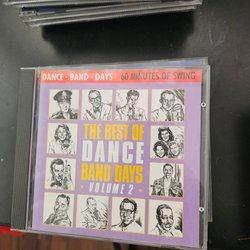 DANCE - BAND - DAYS 60 MINUTES OF SWING
THE BEST OF
DANCE
BAND DAYS
• VOLUME 2 •